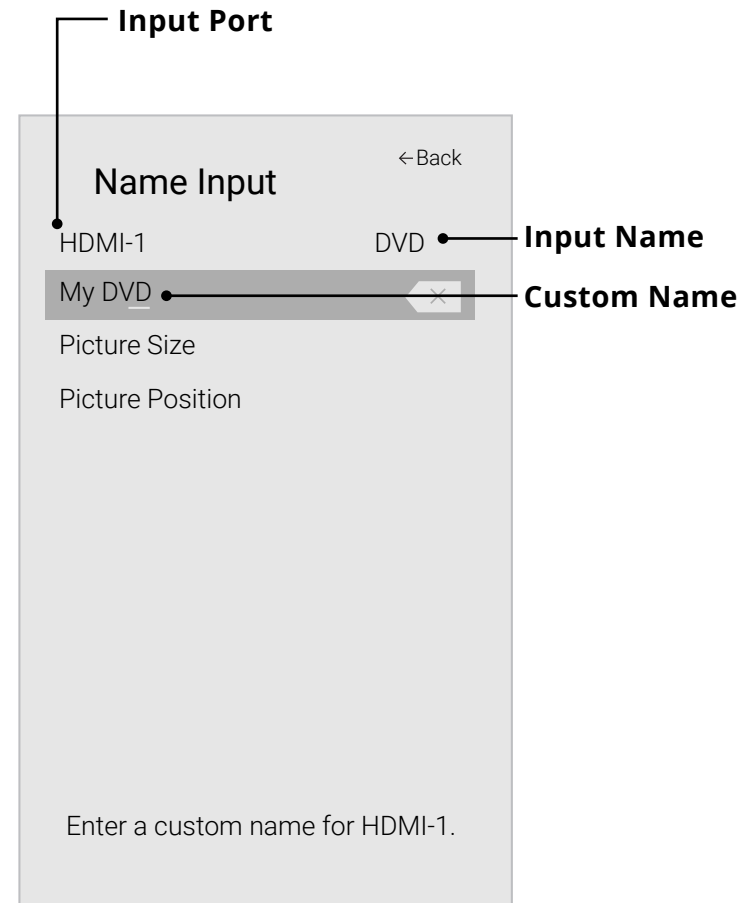 Input Port
←Back
Name Input
HDMI-1 DVD
Input Name
My DVD
Custom Name
Picture Size
Picture Position
Enter a custom name for HDMI-1.